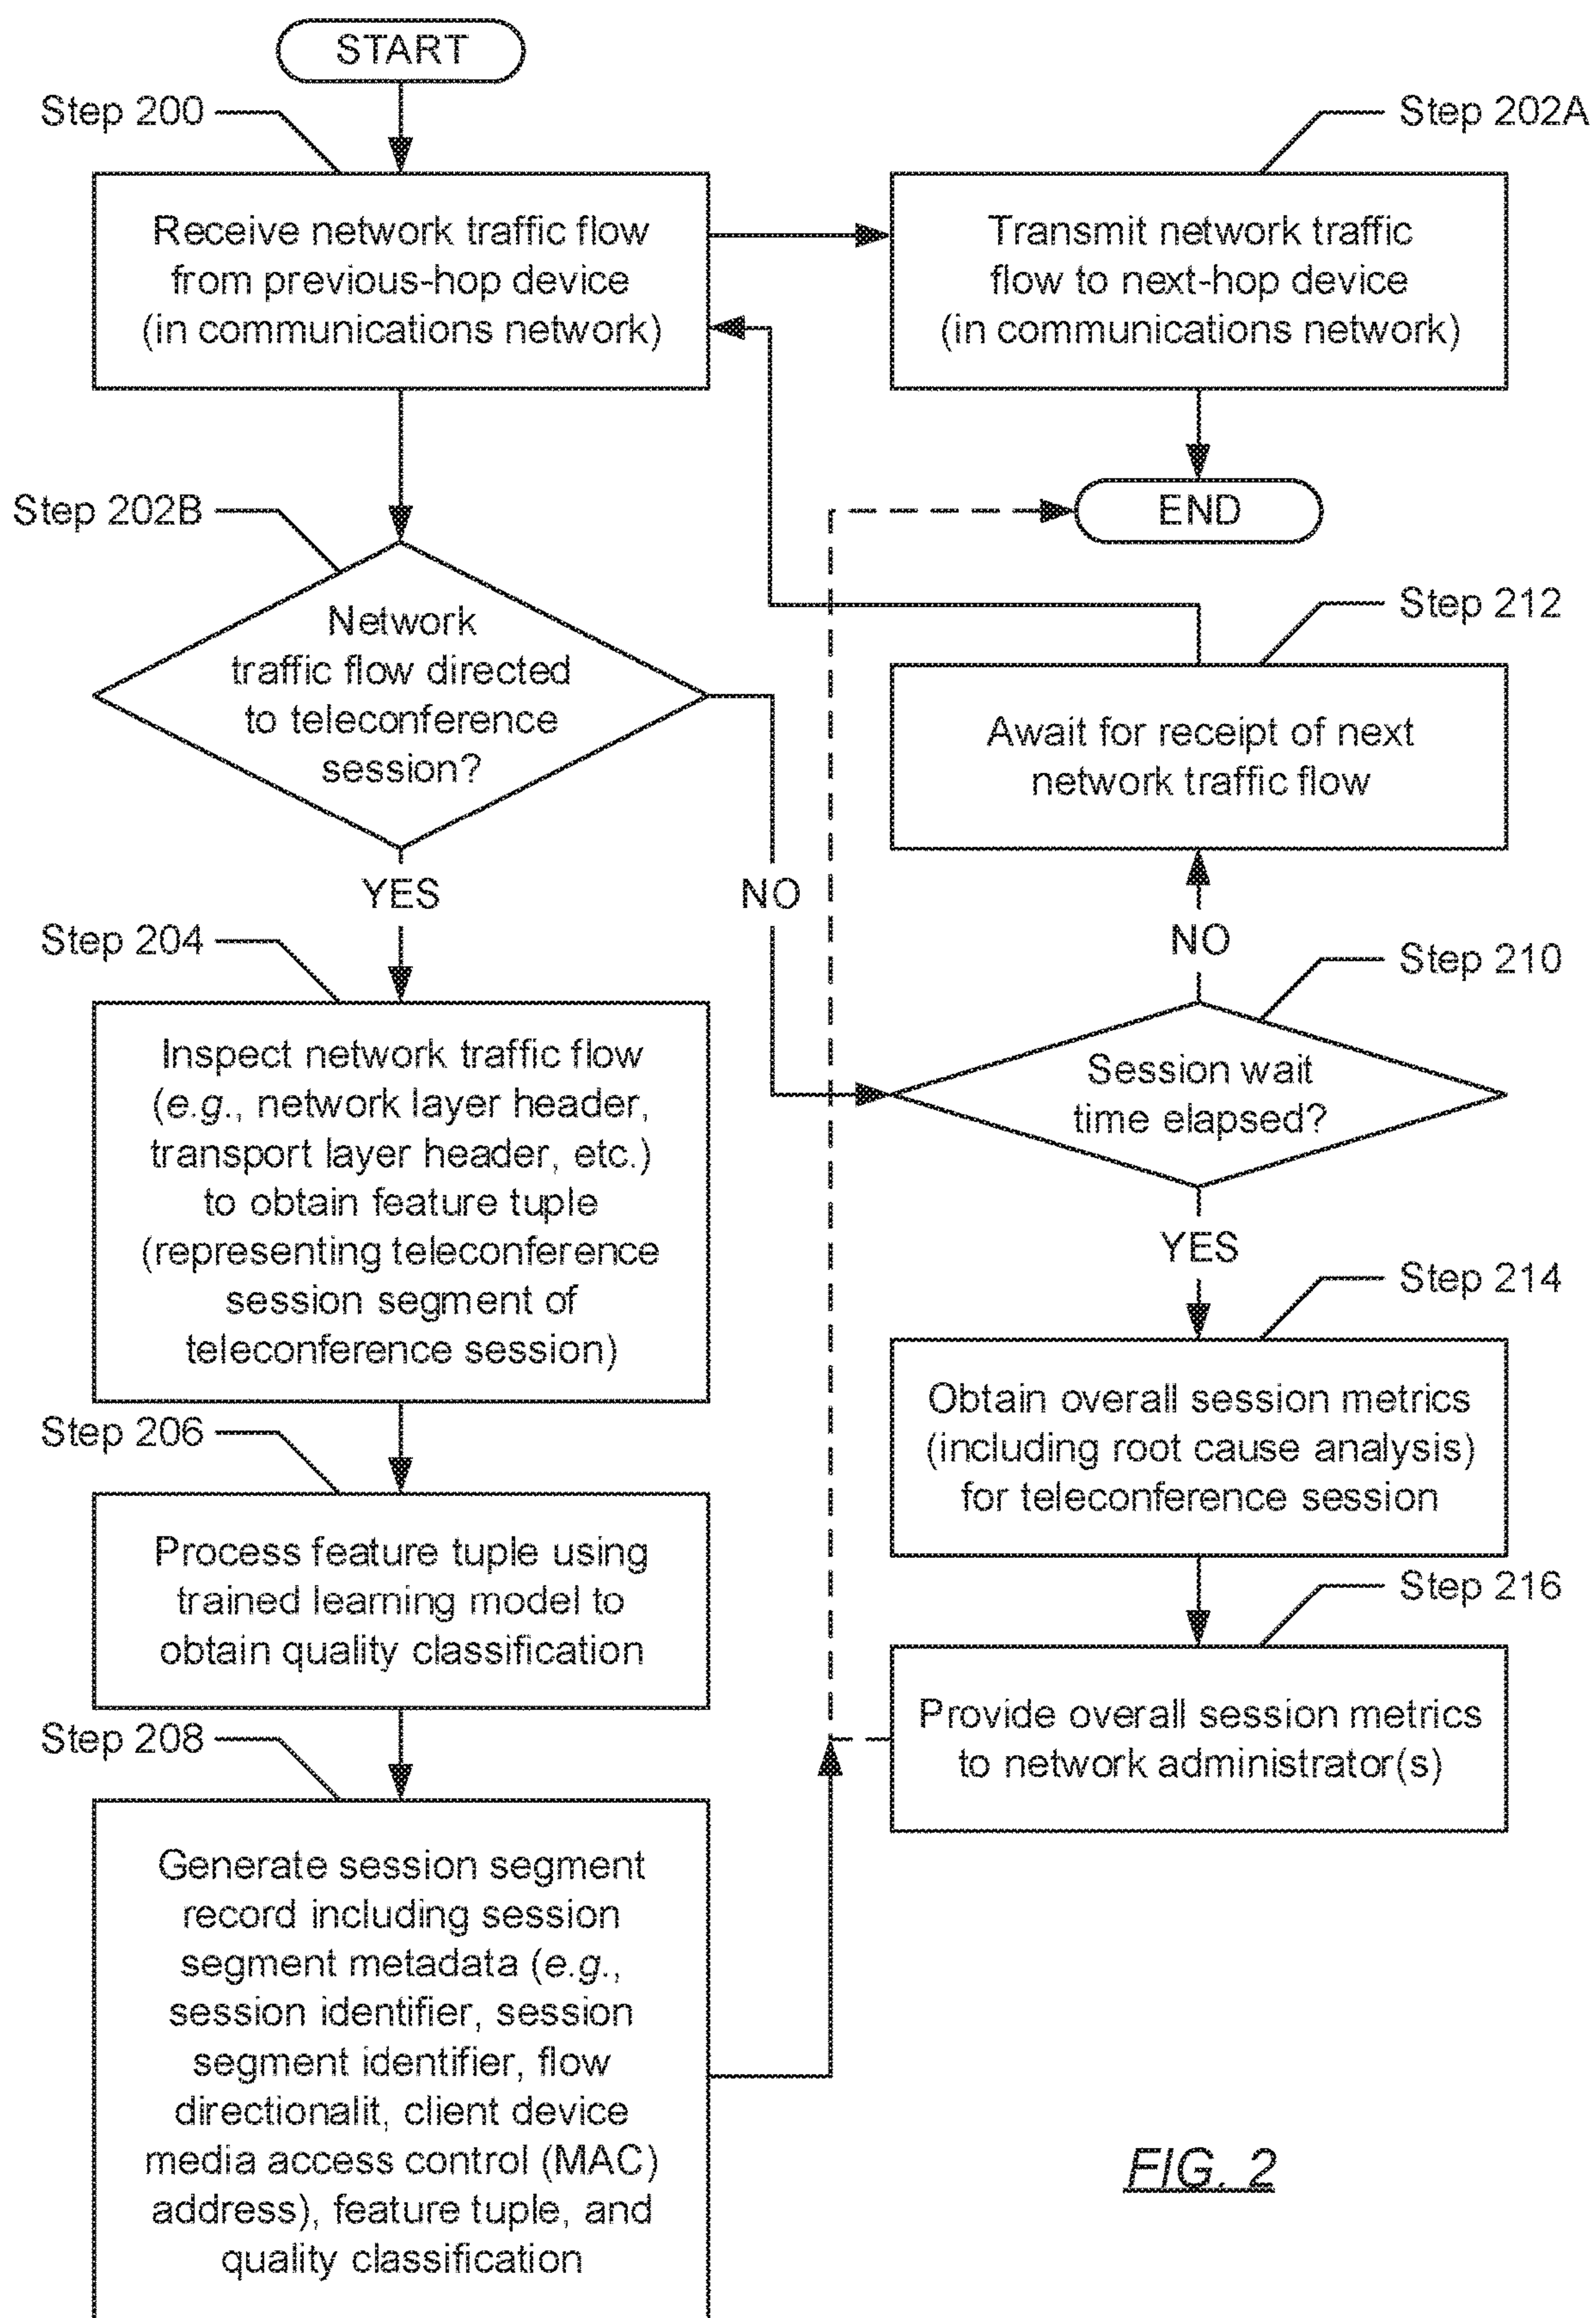 START
Step 200
Receive network traffic flow
from previous-hop device
(in communications network)
Step 202A
Transmit network traffic
flow to next-hop device
(in communications network)
END
Step 202B
Network
traffic flow directed
to teleconference
session?
YES
NO
Step 204
Inspect network traffic flow
(e.g., network layer header,
transport layer header, etc.)
to obtain feature tuple
(representing teleconference
session segment of
teleconference session)
Step 206
Process feature tuple using
trained learning model to
obtain quality classification
Step 208
Generate session segment
record including session
segment metadata (e.g.,
session identifier, session
segment identifier, flow
directionalit, client device
media access control (MAC)
address), feature tuple, and
quality classification
Step 212
Await for receipt of next
network traffic flow
NO
Step 210
Session wait
time elapsed?
YES
Step 214
Obtain overall session metrics
(including root cause analysis)
for teleconference session
Step 216
Provide overall session metrics
to network administrator(s)
FIG. 2